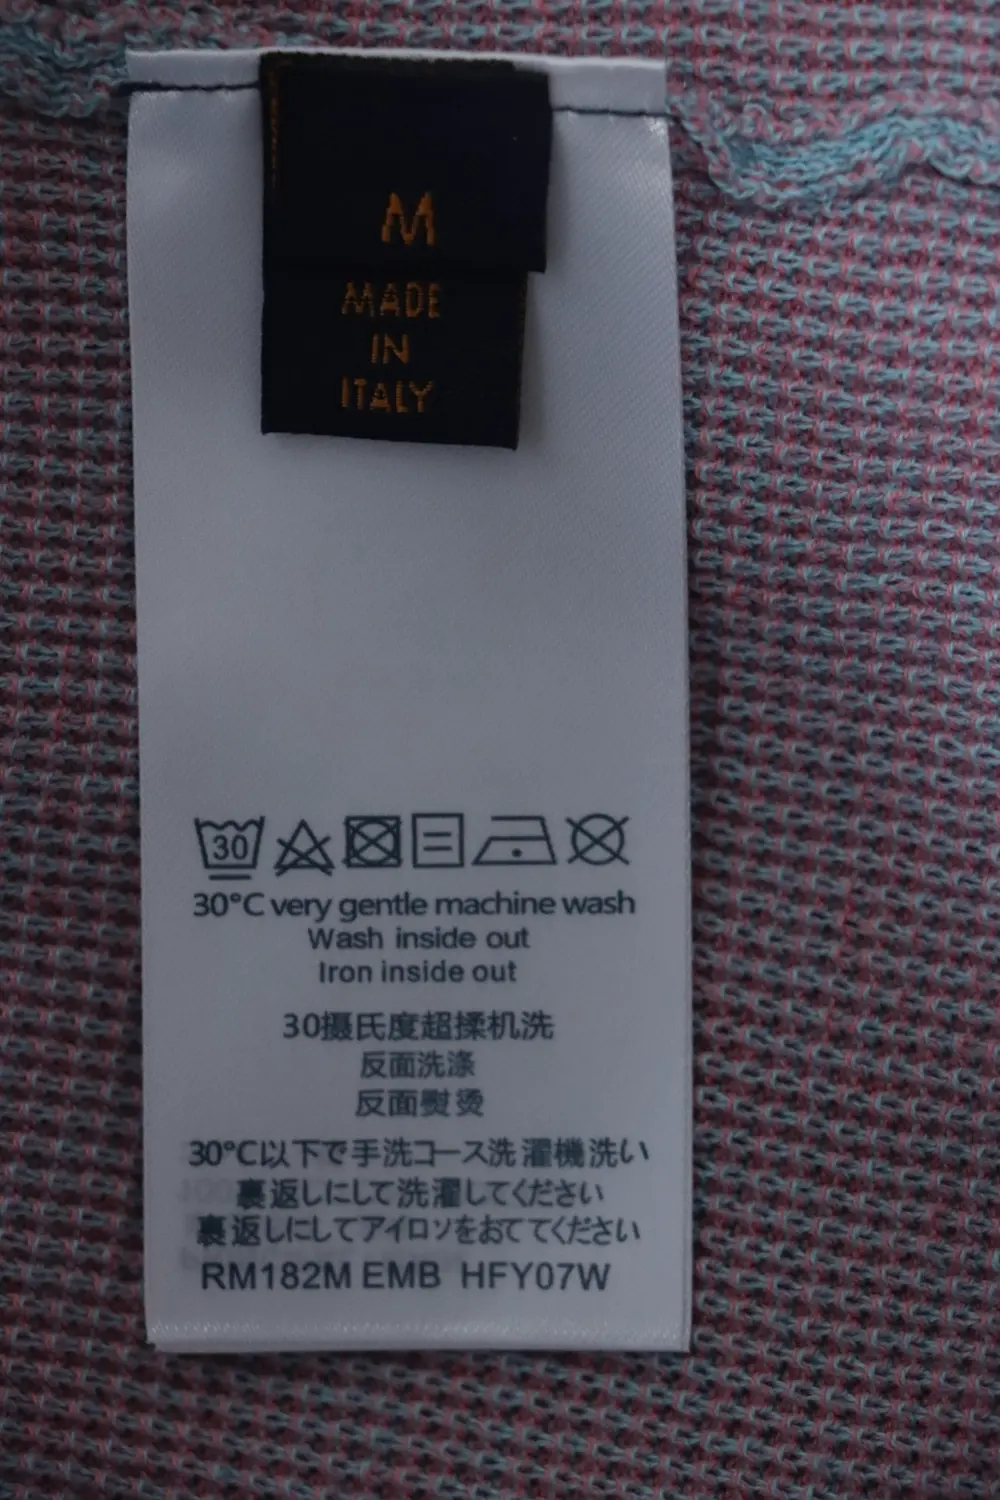 M
MADE
IN
ITALY
30
30°C very gentle machine wash
Wash inside out
Iron inside out
30摄氏度超揉机洗
反面洗涤
反面熨烫
30°C以下で手洗コース洗濯機洗い
裏返しにして洗濯してください
裏返しにしてアイロソをおててください
RM182M EMB HFY07W